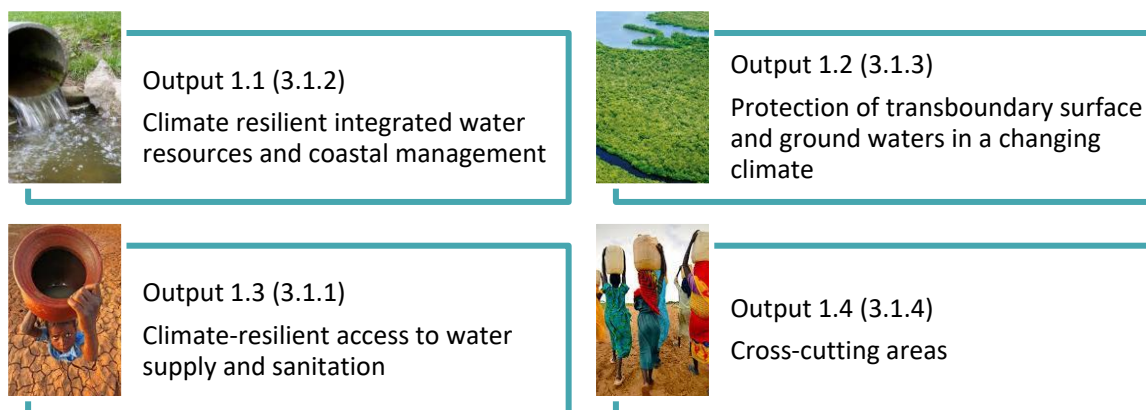 Output 1.1 (3.1.2)
Climate resilient integrated water
resources and coastal management
Output 1.2 (3.1.3)
Protection of transboundary surface
and ground waters in a changing
climate
Output 1.3 (3.1.1)
Climate-resilient access to water
supply and sanitation
Output 1.4 (3.1.4)
Cross-cutting areas